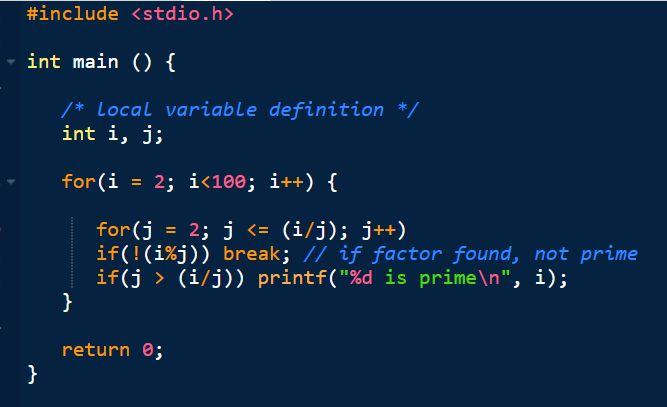 #include <stdio.h>
int main () {
/* local variable definition */
int i, j;
for(i = 2; i<100; i++) {
for(j = 2; j <= (i/j); j++)
if(!(i%j)) break; // if factor found, not prime
if(j > (i/j)) printf("%d is prime\n", i);
}
return 0;
}